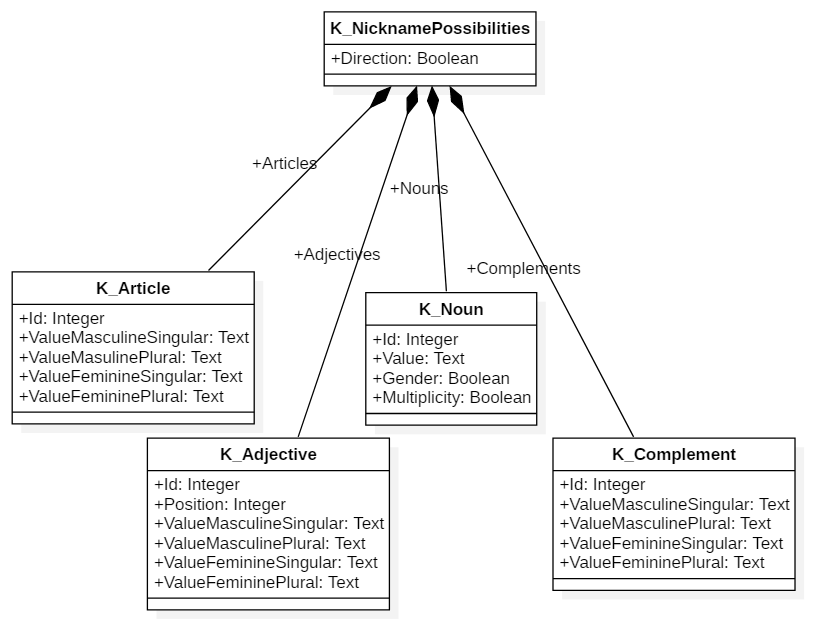 K_NicknamePossibilities
+Direction: Boolean
+Articles
+Nouns
+Adjectives
+Complements
K_Article
+Id: Integer
+ValueMasculineSingular: Text
+ValueMasulinePlural: Text
+ValueFeminineSingular: Text
+ValueFemininePlural: Text
K_Noun
+Id: Integer
+Value: Text
+Gender: Boolean
+Multiplicity: Boolean
K_Adjective
+Id: Integer
+Position: Integer
+ValueMasculineSingular: Text
+ValueMasculinePlural: Text
+ValueFeminineSingular: Text
+ValueFemininePlural: Text
K_Complement
+Id: Integer
+ValueMasculineSingular: Text
+ValueMasculinePlural: Text
+ValueFeminineSingular: Text
+ValueFemininePlural: Text